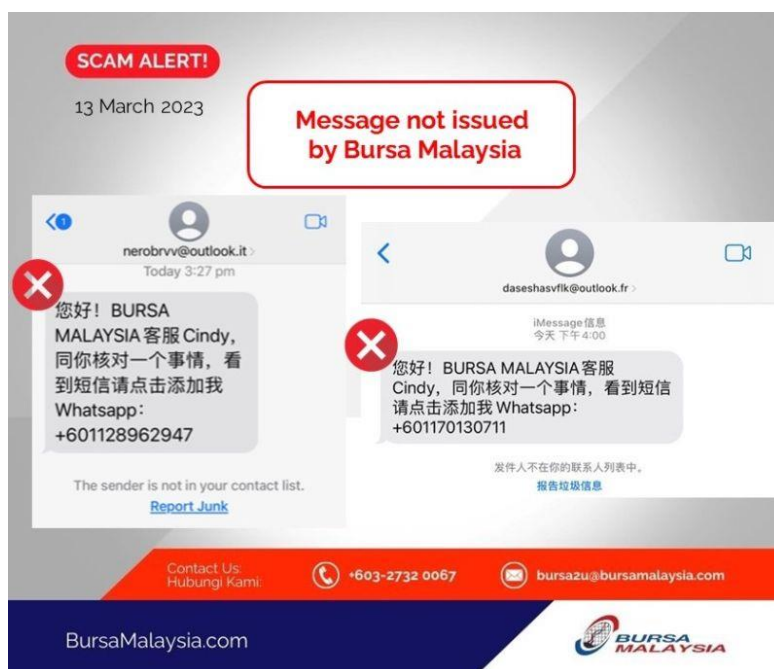 SCAM ALERT!
13 March 2023
Message not issued
by Bursa Malaysia
1
nerobrvv@outlook.it
Today 3:27 pm
您好！BURSA
MALAYSIA 客服 Cindy，
同你核对一个事情，看
到短信请点击添加我
Whatsapp：
+601128962947
The sender is not in your contact list.
Report Junk
daseshasvflk@outlook.fr
iMessage信息
今天 下午4:00
您好！BURSA MALAYSIA 客服
Cindy，同你核对一个事情，看到短信
请点击添加我 Whatsapp：
+601170130711
发件人不在你的联系人列表中。
报告垃圾信息
Contact Us:
Hubungi Kami:
+603-2732 0067
bursa2u@bursamalaysia.com
BursaMalaysia.com
BURSA
MALAYSIA